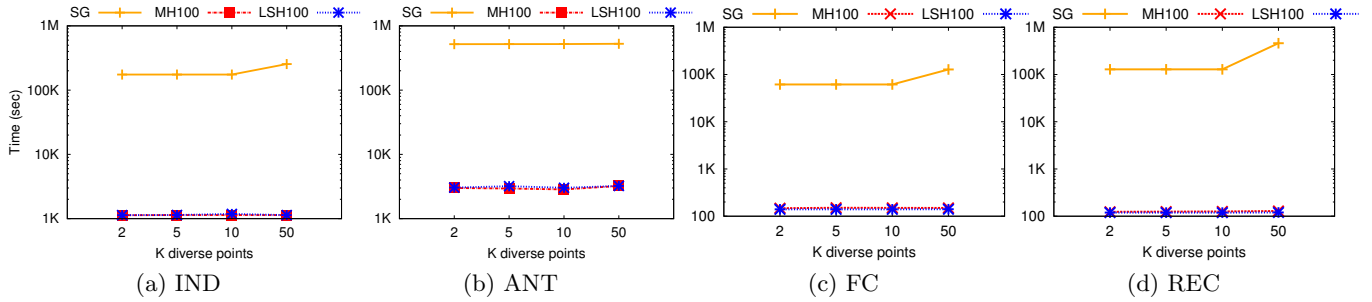 SG MH100 LSH100
1M
100K
10K
1K
Time (sec)
2 5 10 50
K diverse points
(a) IND
SG MH100 LSH100
1M
100K
10K
1K
2 5 10 50
K diverse points
(b) ANT
SG MH100 LSH100
1M
100K
10K
1K
100
2 5 10 50
K diverse points
(c) FC
SG MH100 LSH100
1M
100K
10K
1K
100
2 5 10 50
K diverse points
(d) REC